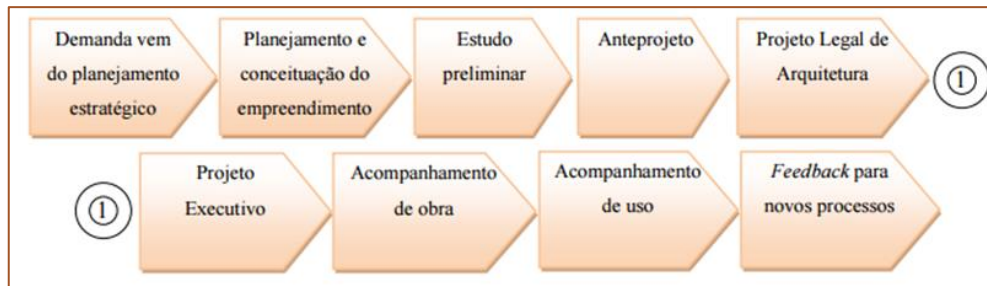 Demanda vem
do planejamento
estratégico
Planejamento e
conceituação do
empreendimento
Estudo
preliminar
Anteprojeto
Projeto Legal de
Arquitetura
1
1
Projeto
Executivo
Acompanhamento
de obra
Acompanhamento
de uso
Feedback para
novos processos